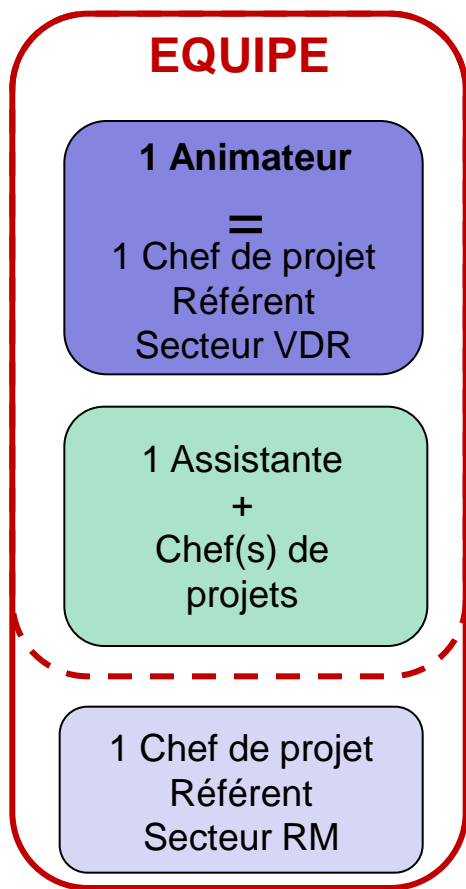 EQUIPE
1 Animateur
=
1 Chef de projet
Référent
Secteur VDR
1 Assistante
+
Chef(s) de
projets
1 Chef de projet
Référent
Secteur RM